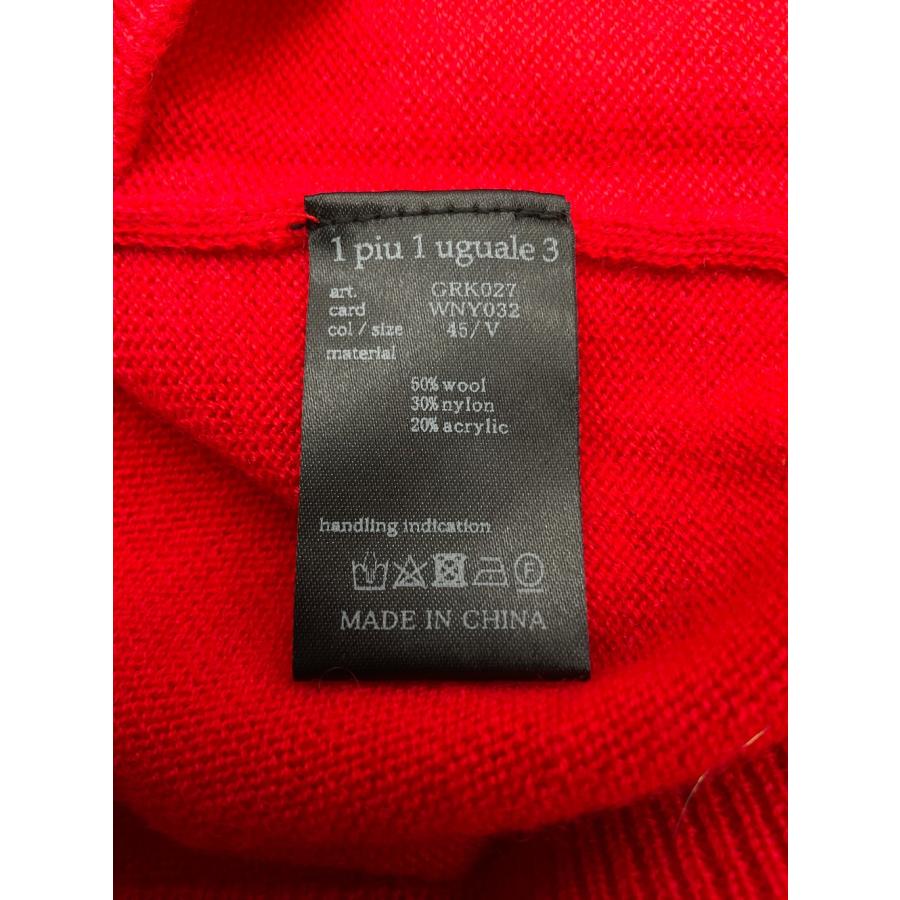 1 piu 1 uguale 3
art. GRK027
card WNY032
col / size 45/V
material
50% wool
30% nylon
20% acrylic
handling indication
F
MADE IN CHINA